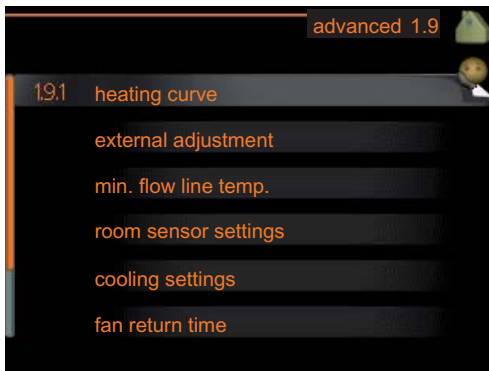 advanced 1.9
1.9.1 heating curve
external adjustment
min. flow line temp.
room sensor settings
cooling settings
fan return time